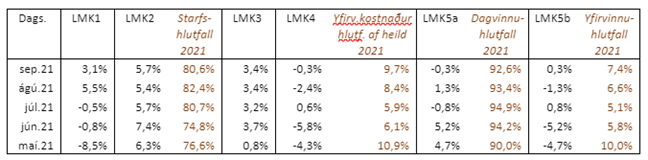 Dags. LMK1 LMK2 Starfs- LMK3 LMK4 Yfirv.kostnaður LMK5a Dagvinnu- LMK5b Yfirvinnu-
hlutfall hlutf. af heild hlutfall hlutfall
2021 2021 2021 2021
sep.21 3,1% 5,7% 80,6% 3,4% -0,3% 9,7% -0,3% 92,6% 0,3% 7,4%
ágú.21 5,5% 5,4% 82,4% 3,4% -2,4% 8,4% 1,3% 93,4% -1,3% 6,6%
júl.21 -0,5% 5,7% 80,7% 3,2% 0,6% 5,9% -0,8% 94,9% 0,8% 5,1%
jún.21 -0,8% 7,4% 74,8% 3,7% -5,8% 6,1% 5,2% 94,2% -5,2% 5,8%
maí.21 -8,5% 6,3% 76,6% 0,8% -4,3% 10,9% 4,7% 90,0% -4,7% 10,0%